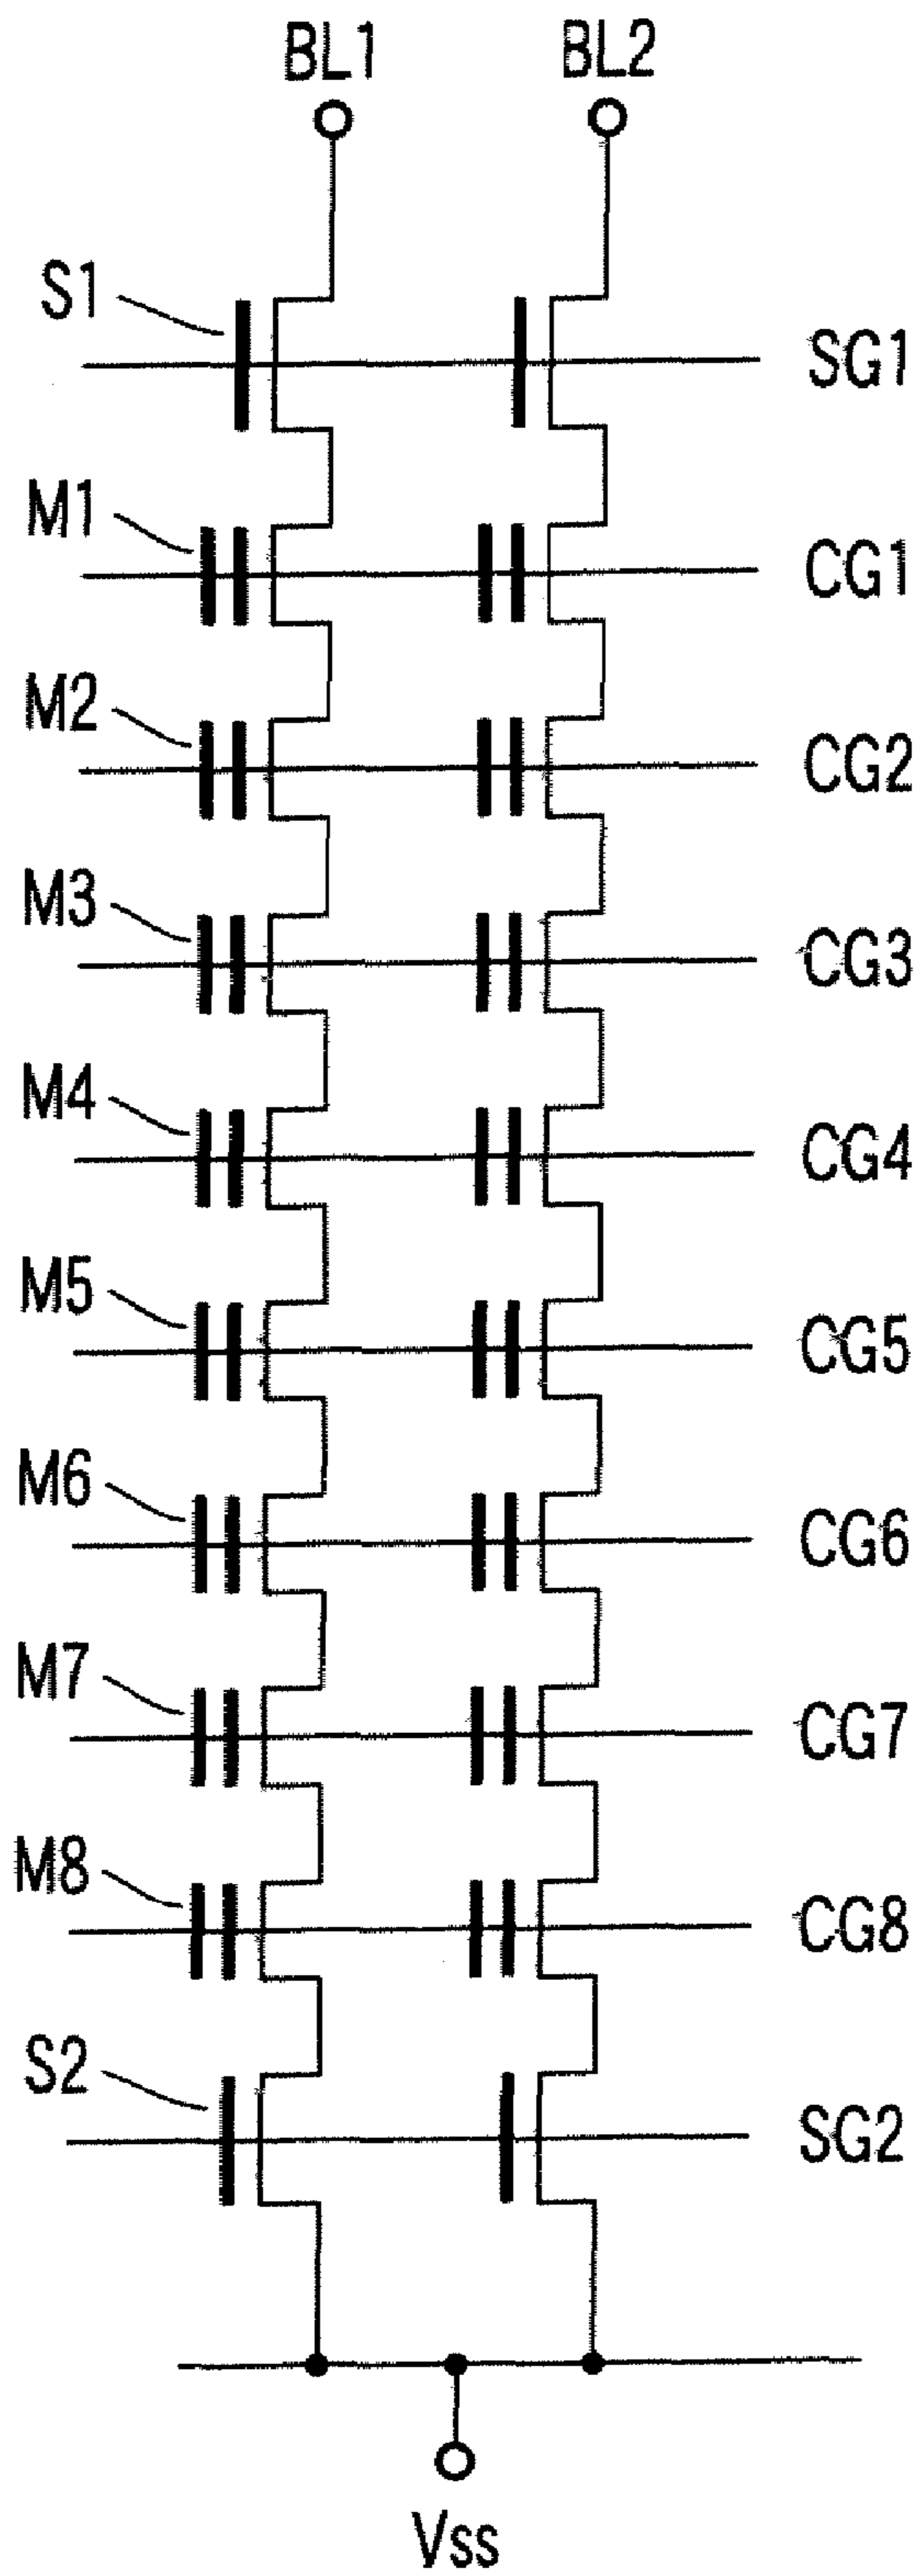 BL1 BL2
S1 SG1
M1 CG1
M2 CG2
M3 CG3
M4 CG4
M5 CG5
M6 CG6
M7 CG7
M8 CG8
S2 SG2
Vss